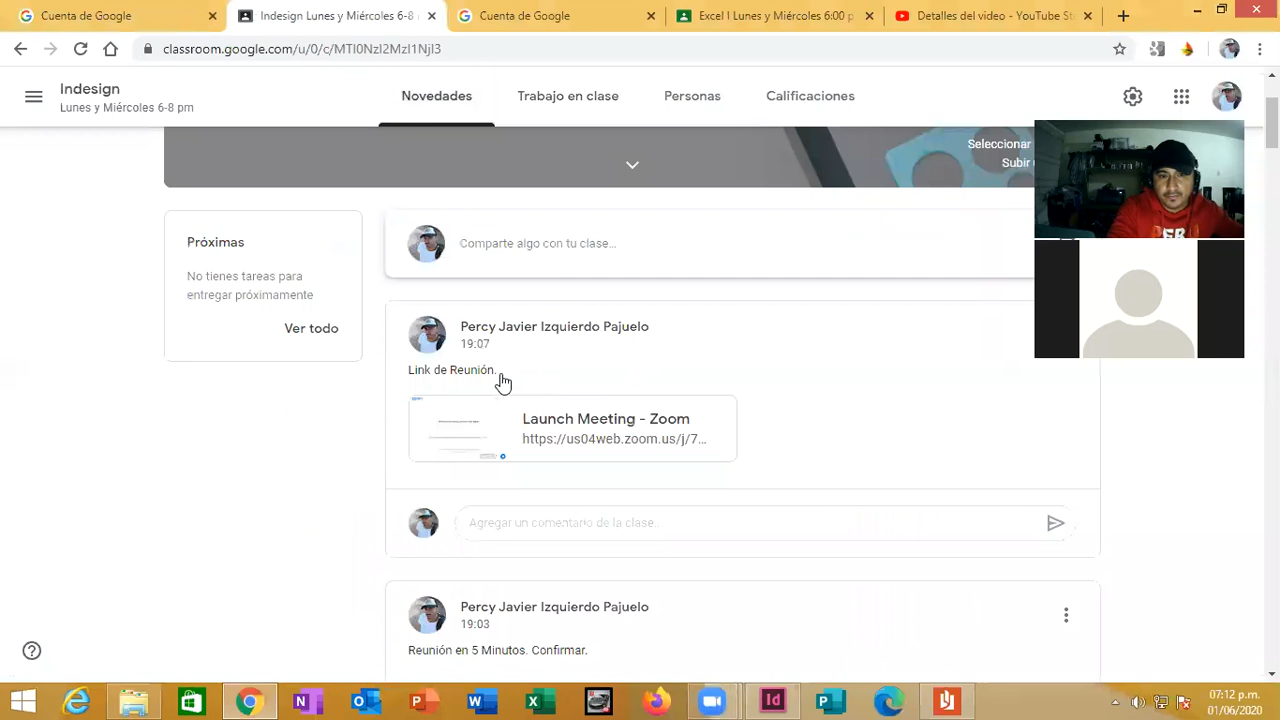 Cuenta de Google
Indesign Lunes y Miércoles 6-8
Cuenta de Google
Excel I Lunes y Miércoles 6:00 p
Detalles del video - YouTube St
classroom.google.com/u/0/c/MTI0NzI2MzI1NjI3
Indesign
Lunes y Miércoles 6-8 pm
Novedades
Trabajo en clase
Personas
Calificaciones
Seleccionar
Subir
Próximas
No tienes tareas para
entregar próximamente
Ver todo
Comparte algo con tu clase...
Percy Javier Izquierdo Pajuelo
19:07
Link de Reunión.
Launch Meeting - Zoom
https://us04web.zoom.us/j/7...
Agregar un comentario de la clase..
Percy Javier Izquierdo Pajuelo
19:03
Reunión en 5 Minutos. Confirmar.
07:12 p.m.
01/06/2020